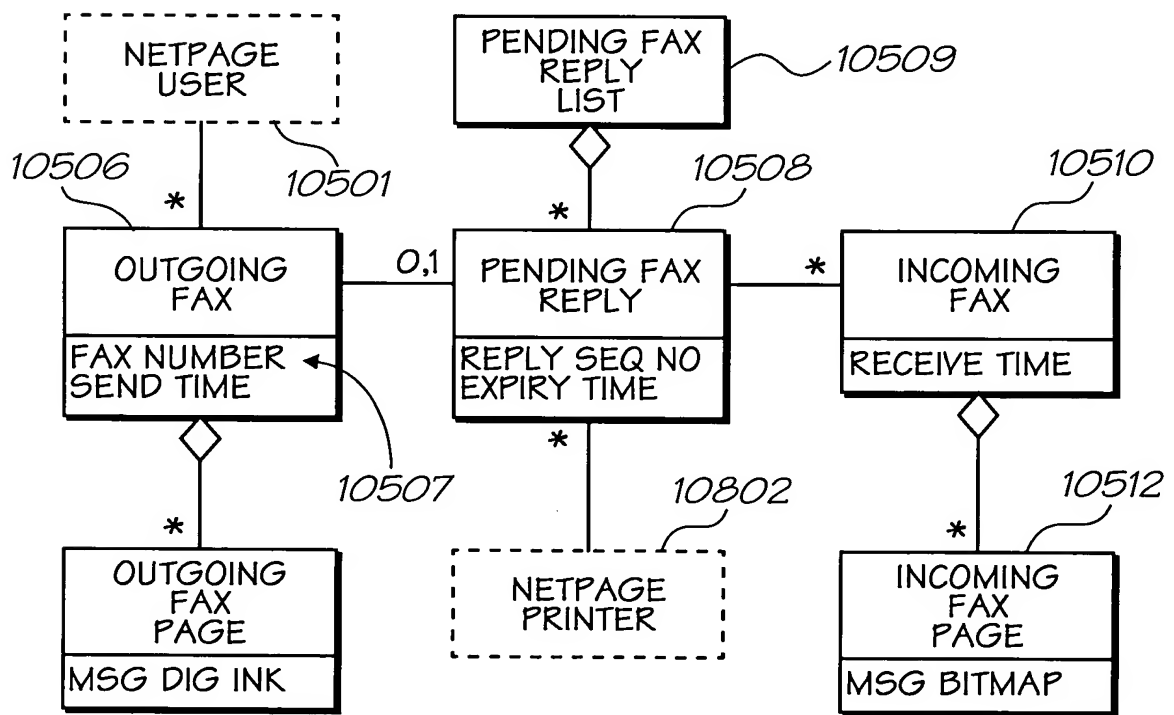 NETPAGE
USER
10501
PENDING FAX
REPLY
LIST
10509
10506
*
OUTGOING
FAX
FAX NUMBER
SEND TIME
10507
0,1
10508
*
PENDING FAX
REPLY
REPLY SEQ NO
EXPIRY TIME
*
10510
*
INCOMING
FAX
RECEIVE TIME
*
OUTGOING
FAX
PAGE
MSG DIG INK
10802
NETPAGE
PRINTER
10512
*
INCOMING
FAX
PAGE
MSG BITMAP